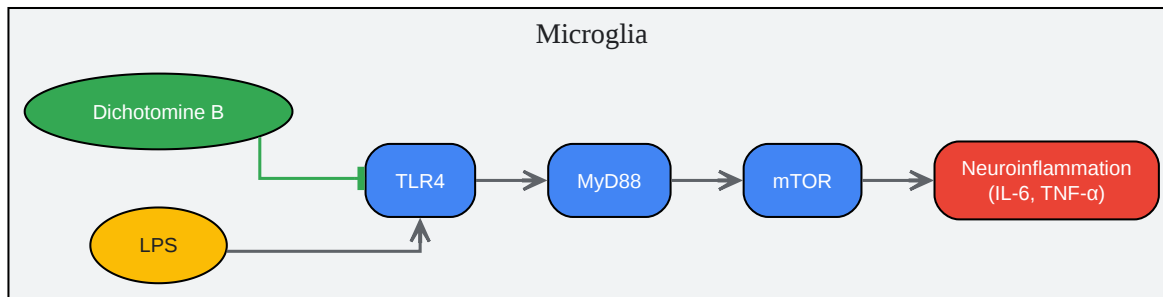 Microglia
Dichotomine B
LPS
TLR4
MyD88
mTOR
Neuroinflammation
(IL-6, TNF-α)